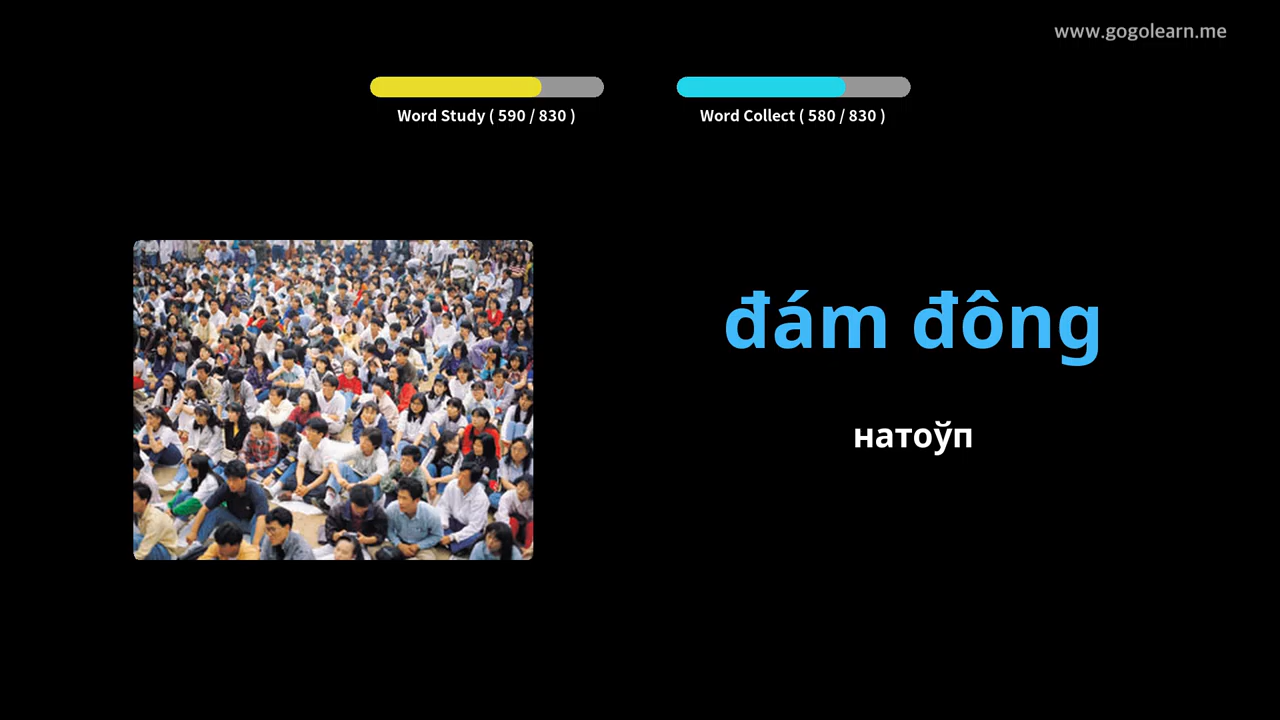 www.gogolearn.me
Word Study ( 590 / 830 )
Word Collect ( 580 / 830 )
đám đông
натоўп